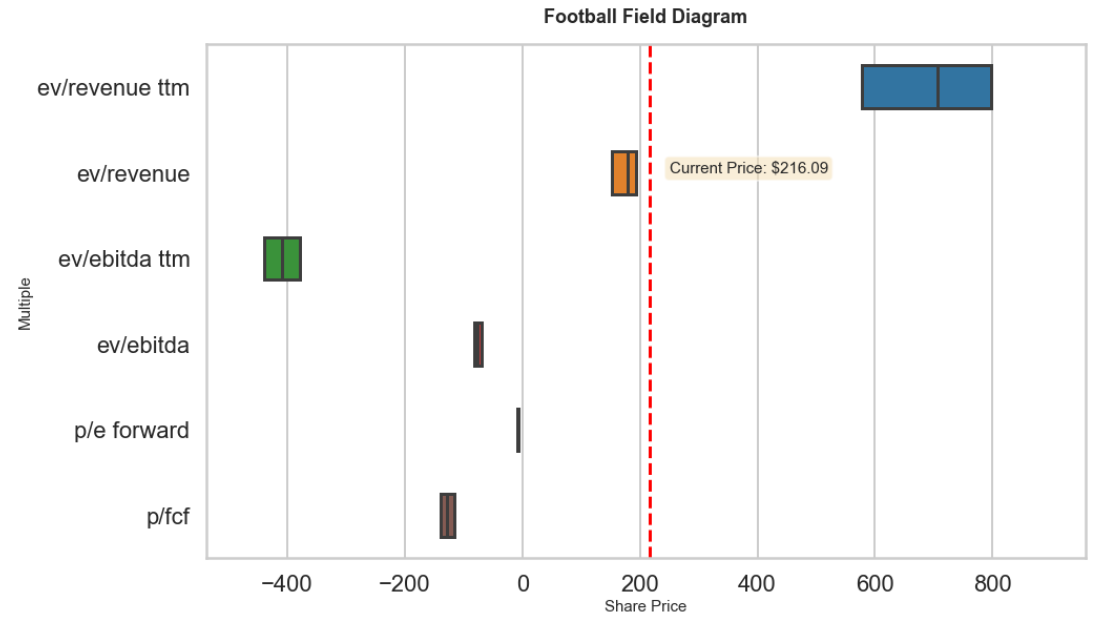 Football Field Diagram
ev/revenue ttm
ev/revenue
Current Price: $216.09
ev/ebitda ttm
Multiple
ev/ebitda
p/e forward
p/fcf
−400 −200 0 200 400 600 800
Share Price